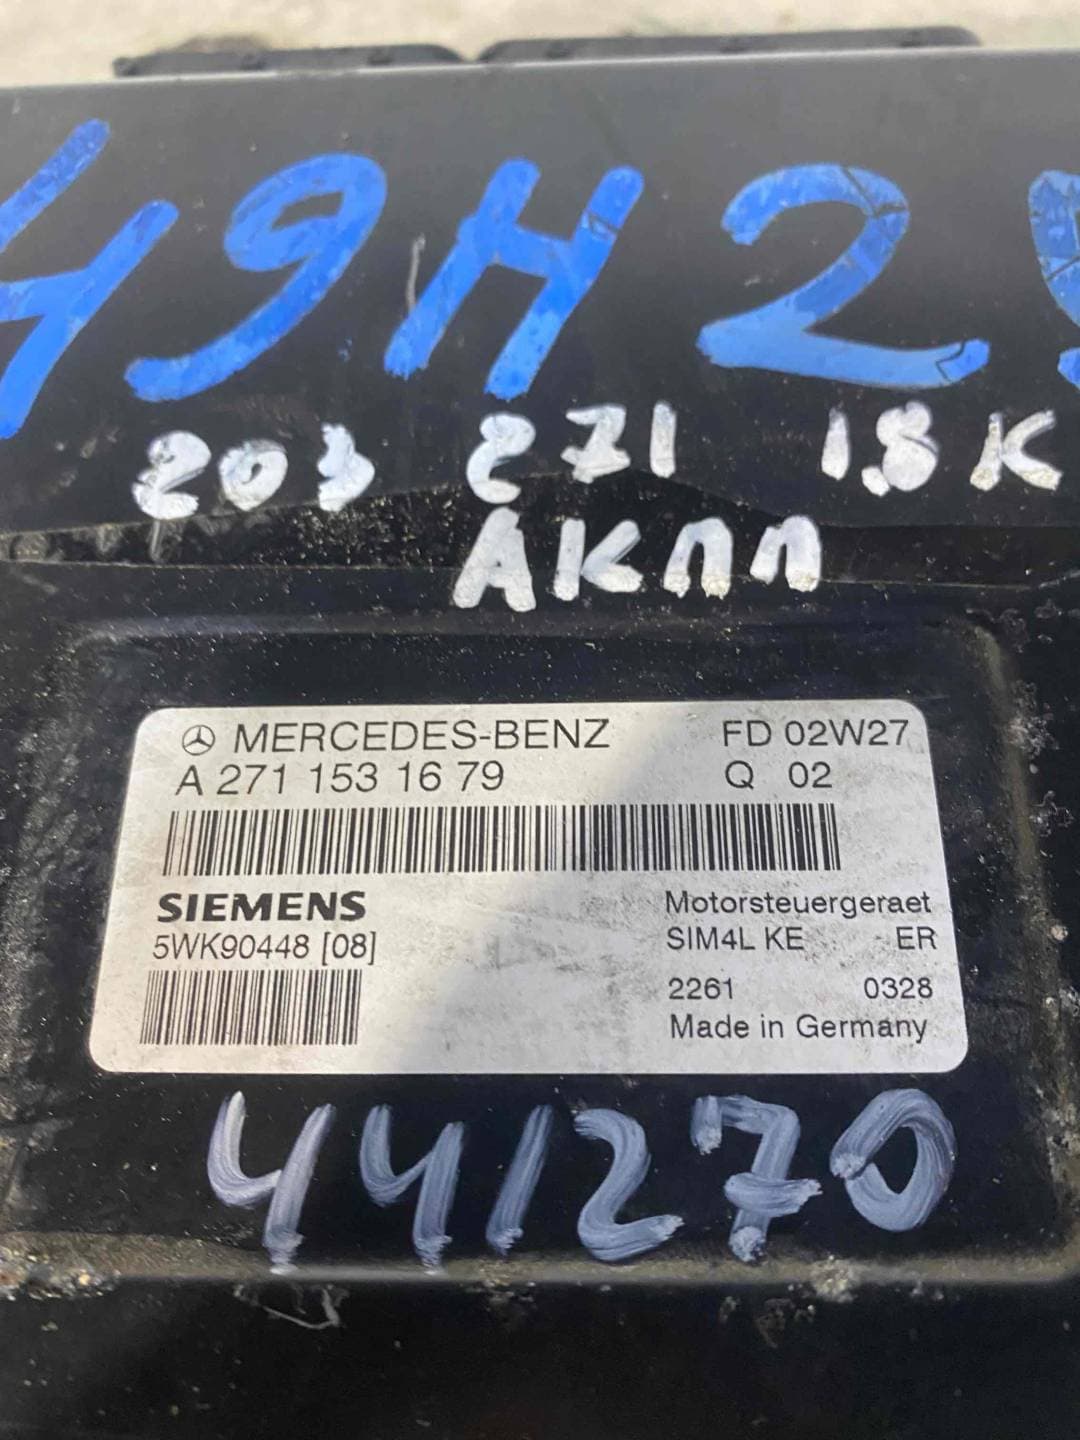 49H2
203 271 1.8K
АКПП
MERCEDES-BENZ FD 02W27
A 271 153 16 79 Q 02
SIEMENS Motorsteuergeraet
5WK90448 [08] SIM4L KE ER
2261 0328
Made in Germany
441270